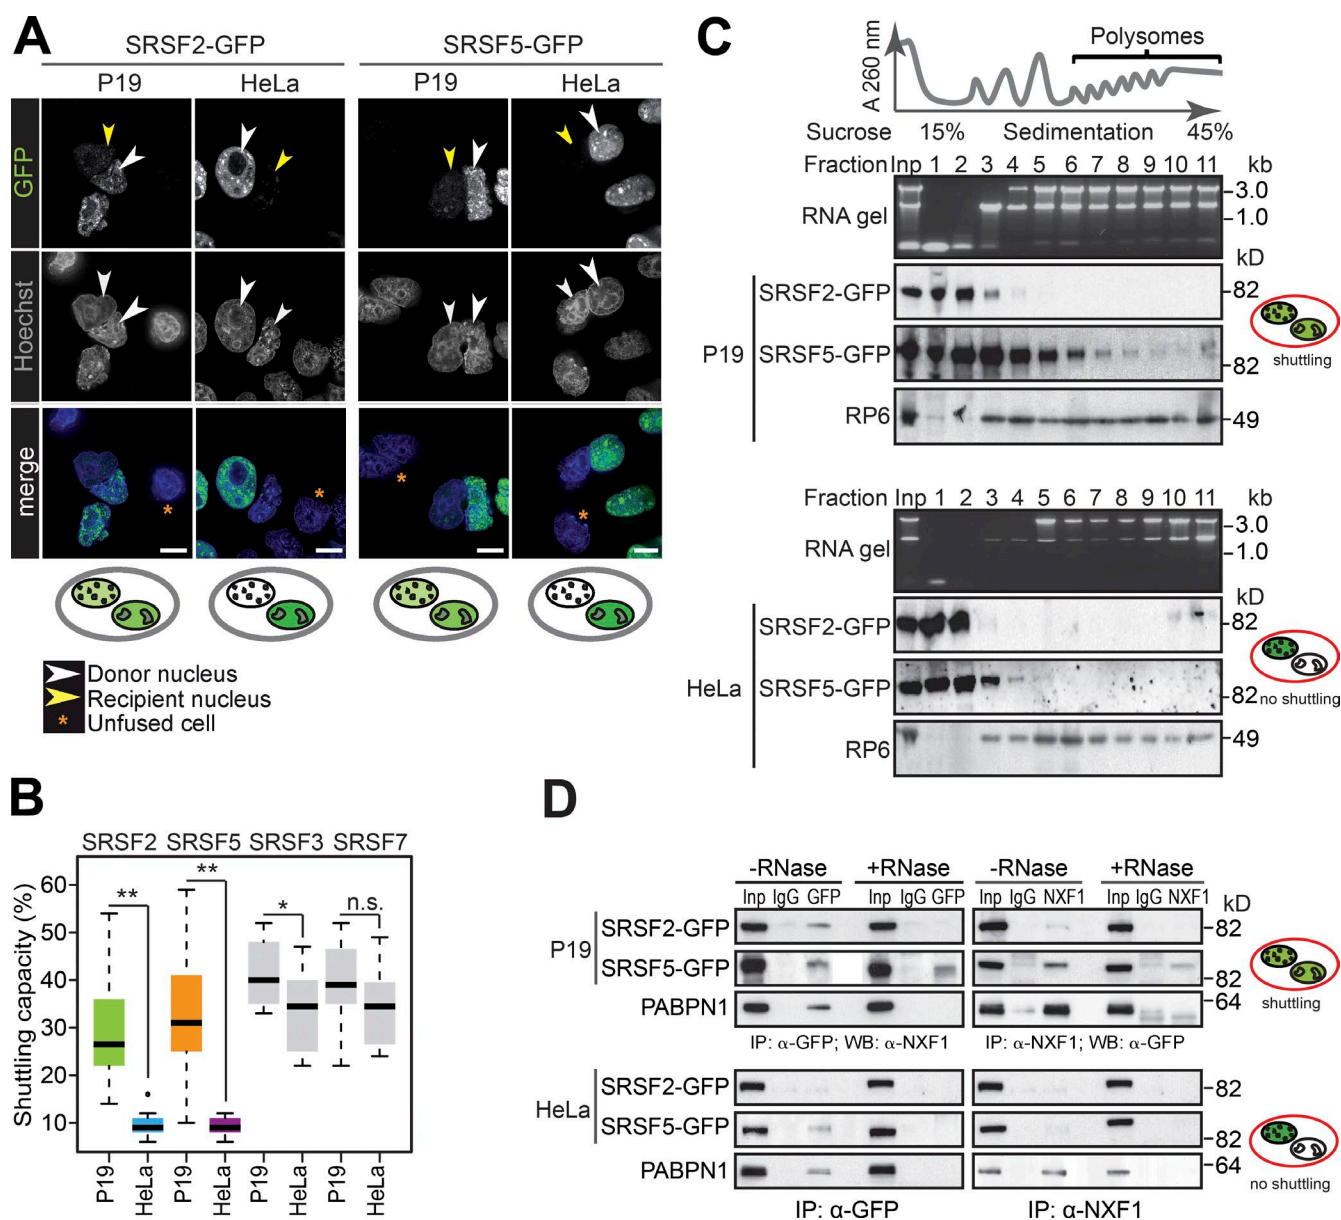 A
SRSF2-GFP SRSF5-GFP
P19 HeLa P19 HeLa
GFP
Hoechst
merge
* * * *
Donor nucleus
Recipient nucleus
* Unfused cell
B
SRSF2 SRSF5 SRSF3 SRSF7
Shuttling capacity (%)
60
50
40
30
20
10
** ** * n.s.
P19 HeLa P19 HeLa P19 HeLa P19 HeLa
C
A 260 nm
Polysomes
Sucrose 15% Sedimentation 45%
Fraction Inp 1 2 3 4 5 6 7 8 9 10 11 kb
RNA gel -3.0
-1.0
kD
P19
SRSF2-GFP -82
SRSF5-GFP -82
RP6 -49
shuttling
Fraction Inp 1 2 3 4 5 6 7 8 9 10 11 kb
RNA gel -3.0
-1.0
kD
HeLa
SRSF2-GFP -82
SRSF5-GFP -82
RP6 -49
no shuttling
D
-RNase +RNase -RNase +RNase
Inp IgG GFP Inp IgG GFP Inp IgG NXF1 Inp IgG NXF1 kD
P19
SRSF2-GFP -82
SRSF5-GFP -82
PABPN1 -64
shuttling
IP: α-GFP; WB: α-NXF1 IP: α-NXF1; WB: α-GFP
HeLa
SRSF2-GFP -82
SRSF5-GFP -82
PABPN1 -64
no shuttling
IP: α-GFP IP: α-NXF1